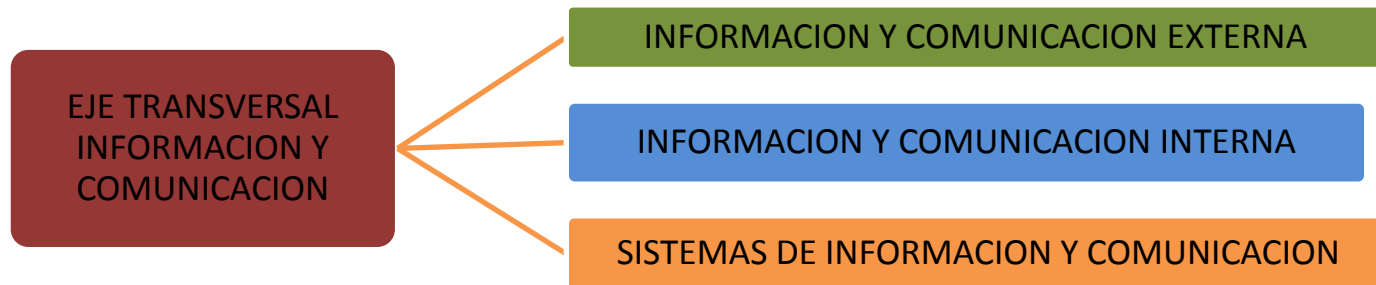 EJE TRANSVERSAL
INFORMACION Y
COMUNICACION
INFORMACION Y COMUNICACION EXTERNA
INFORMACION Y COMUNICACION INTERNA
SISTEMAS DE INFORMACION Y COMUNICACION